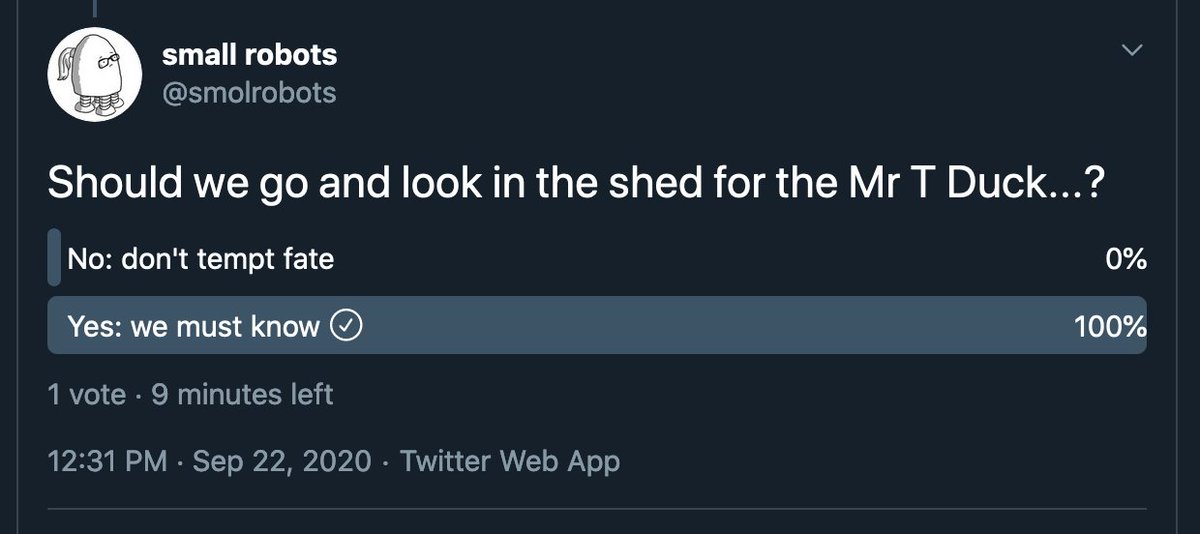 small robots
@smolrobots
Should we go and look in the shed for the Mr T Duck...?
No: don't tempt fate 0%
Yes: we must know 100%
1 vote · 9 minutes left
12:31 PM · Sep 22, 2020 · Twitter Web App